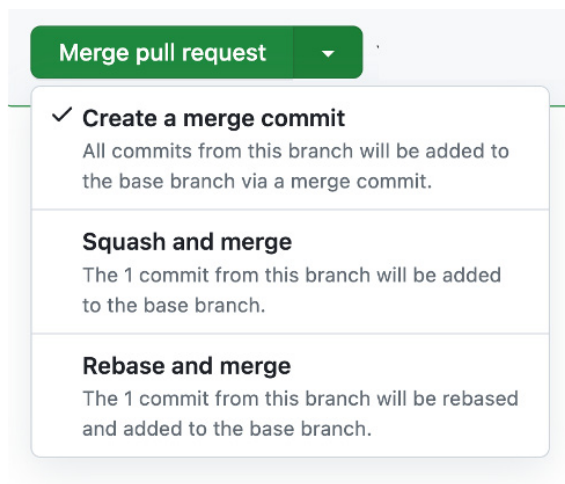 Merge pull request
Create a merge commit
All commits from this branch will be added to
the base branch via a merge commit.
Squash and merge
The 1 commit from this branch will be added
to the base branch.
Rebase and merge
The 1 commit from this branch will be rebased
and added to the base branch.